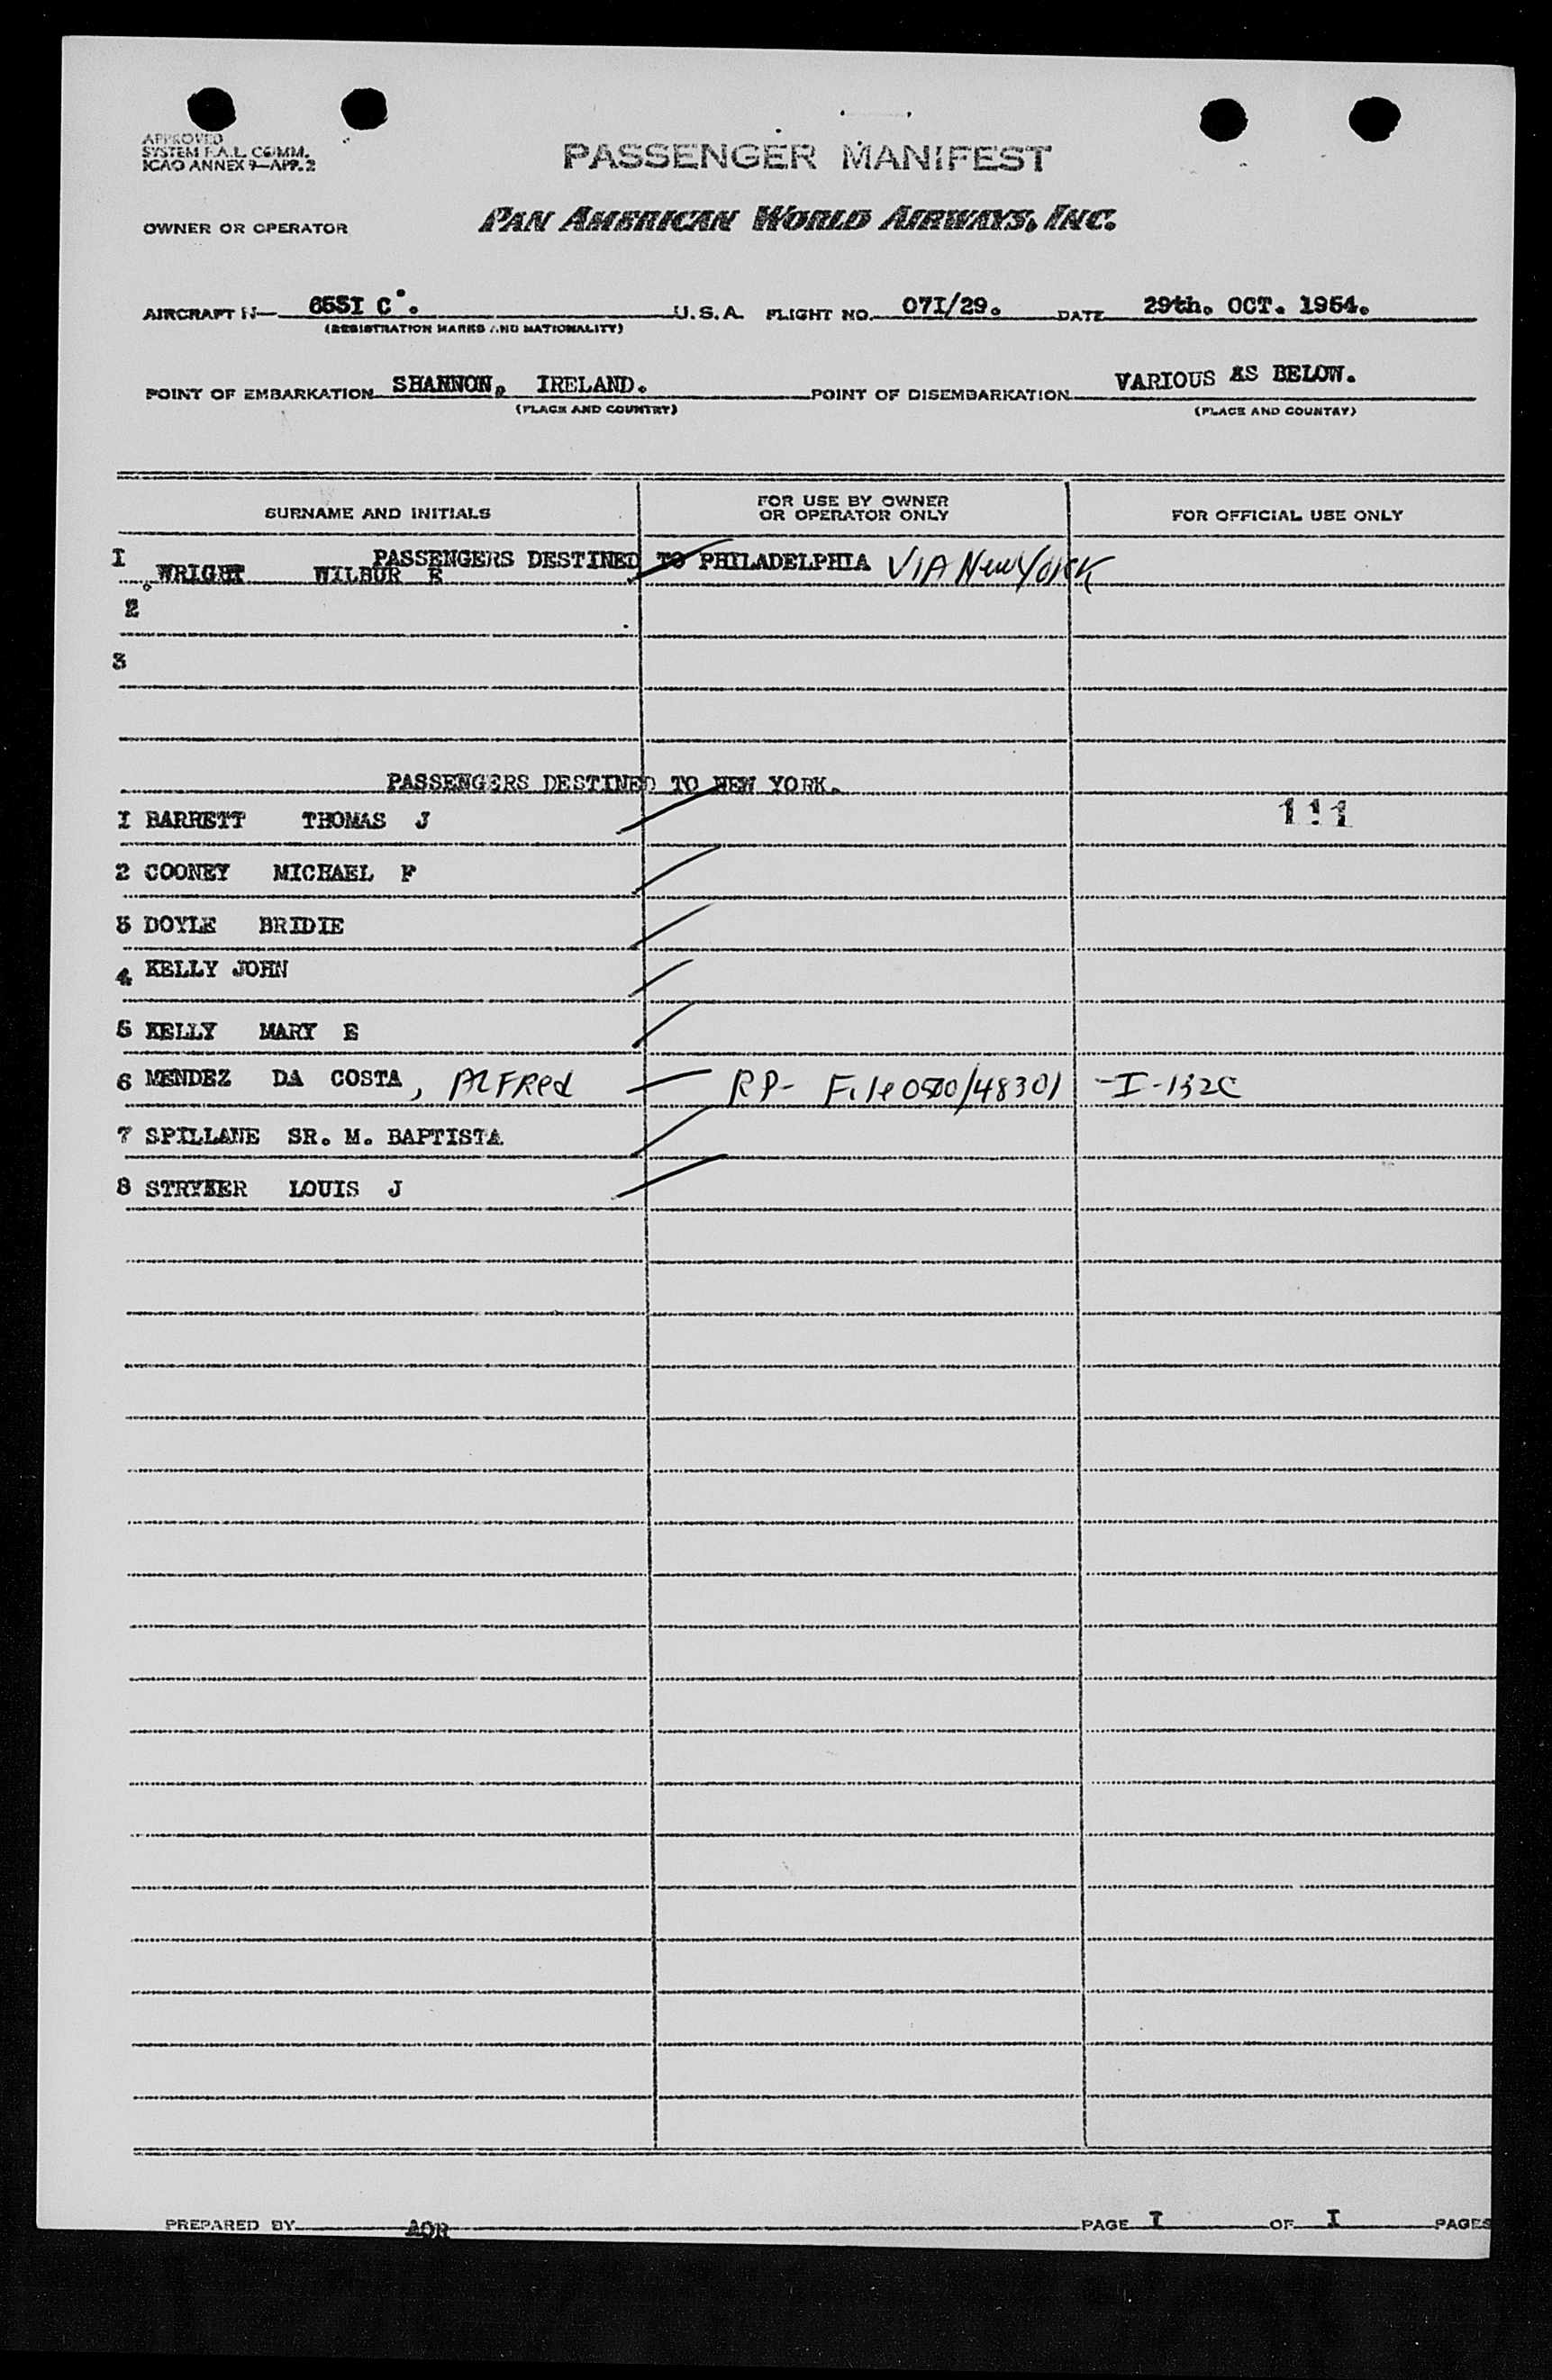 APPROVED
SYSTEM F.A.L. COMM.
ICAO ANNEX 9—APP. 2
PASSENGER MANIFEST
OWNER OR OPERATOR PAN AMERICAN WORLD AIRWAYS, INC.
AIRCRAFT N— 655I C. U.S.A. FLIGHT NO. 07I/29. DATE 29th. OCT. 1954.
(REGISTRATION MARKS AND NATIONALITY)
POINT OF EMBARKATION SHANNON, IRELAND. POINT OF DISEMBARKATION VARIOUS AS BELOW.
(PLACE AND COUNTRY) (PLACE AND COUNTRY)
SURNAME AND INITIALS FOR USE BY OWNER OR OPERATOR ONLY FOR OFFICIAL USE ONLY
PASSENGERS DESTINED TO PHILADELPHIA VIA New YORK
I WRIGHT WILBUR E
2
3
PASSENGERS DESTINED TO NEW YORK.
I BARRETT THOMAS J 111
2 COONEY MICHAEL F
3 DOYLE BRIDIE
4 KELLY JOHN
5 KELLY MARY E
6 MENDEZ DA COSTA, ALFRed RP- File 0500/48301 -I-132C
7 SPILLANE SR. M. BAPTISTA
8 STRYKER LOUIS J
PREPARED BY AOR PAGE I OF I PAGES